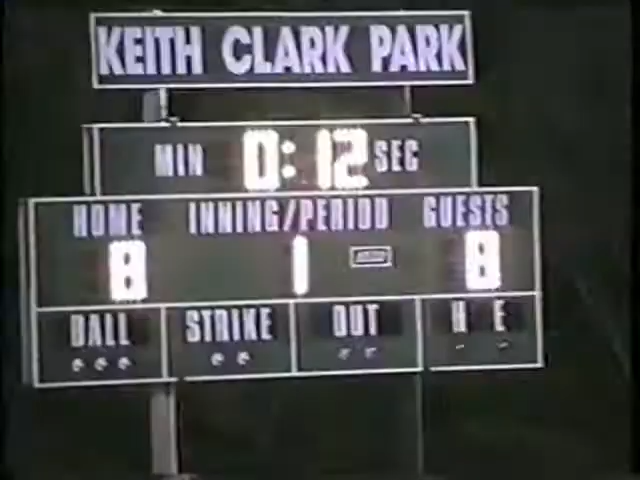 KEITH CLARK PARK
MIN 0:12 SEC
HOME INNING/PERIOD GUESTS
8 1 8
BALL STRIKE OUT H E